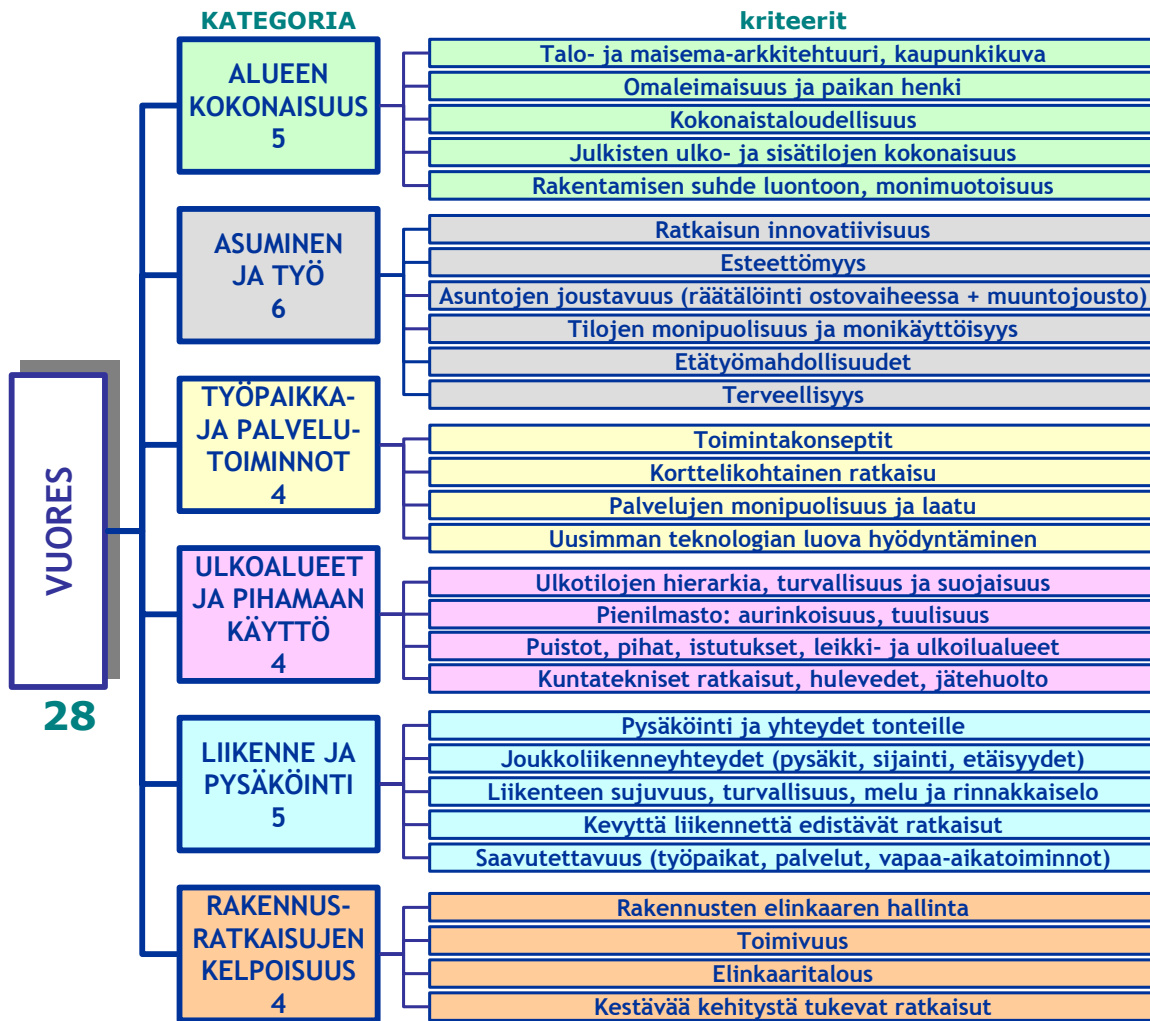 KATEGORIA
kriteerit
ALUEEN
KOKONAISUUS
5
Talo- ja maisema-arkkitehtuuri, kaupunkikuva
Omaleimaisuus ja paikan henki
Kokonaistaloudellisuus
Julkisten ulko- ja sisätilojen kokonaisuus
Rakentamisen suhde luontoon, monimuotoisuus
ASUMINEN
JA TYÖ
6
Ratkaisun innovatiivisuus
Esteettömyys
Asuntojen joustavuus (räätälöinti ostovaiheessa + muuntojousto)
Tilojen monipuolisuus ja monikäyttöisyys
Etätyömahdollisuudet
Terveellisyys
TYÖPAIKKA-
JA PALVELU-
TOIMINNOT
4
Toimintakonseptit
Korttelikohtainen ratkaisu
Palvelujen monipuolisuus ja laatu
Uusimman teknologian luova hyödyntäminen
VUORES
28
ULKOALUEET
JA PIHAMAAN
KÄYTTÖ
4
Ulkotilojen hierarkia, turvallisuus ja suojaisuus
Pienilmasto: aurinkoisuus, tuulisuus
Puistot, pihat, istutukset, leikki- ja ulkoilualueet
Kuntatekniset ratkaisut, hulevedet, jätehuolto
LIIKENNE JA
PYSÄKÖINTI
5
Pysäköinti ja yhteydet tonteille
Joukkoliikenneyhteydet (pysäkit, sijainti, etäisyydet)
Liikenteen sujuvuus, turvallisuus, melu ja rinnakkaiselo
Kevyttä liikennettä edistävät ratkaisut
Saavutettavuus (työpaikat, palvelut, vapaa-aikatoiminnot)
RAKENNUS-
RATKAISUJEN
KELPOISUUS
4
Rakennusten elinkaaren hallinta
Toimivuus
Elinkaaritalous
Kestävää kehitystä tukevat ratkaisut